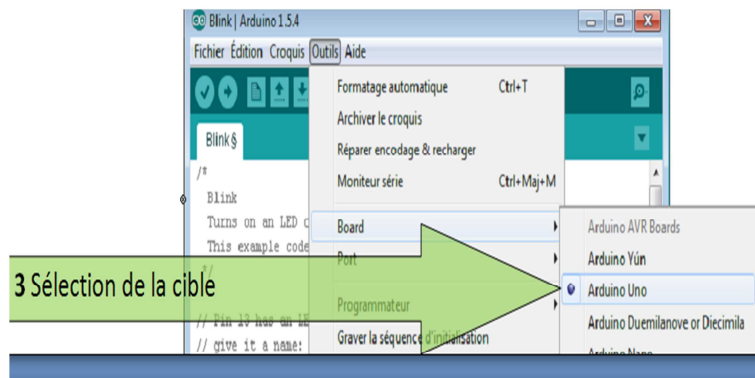 Blink | Arduino 1.5.4
Fichier Édition Croquis Outils Aide
Formatage automatique Ctrl+T
Archiver le croquis
Réparer encodage & recharger
Moniteur série Ctrl+Maj+M
Board
Port
Programmateur
Graver la séquence d'initialisation
Arduino AVR Boards
Arduino Yún
Arduino Uno
Arduino Duemilanove or Diecimila
Arduino Nano
Blink §
/*
Blink
Turns on an LED
This example code
*/
// Pin 13 has an LE
// give it a name:
3 Sélection de la cible